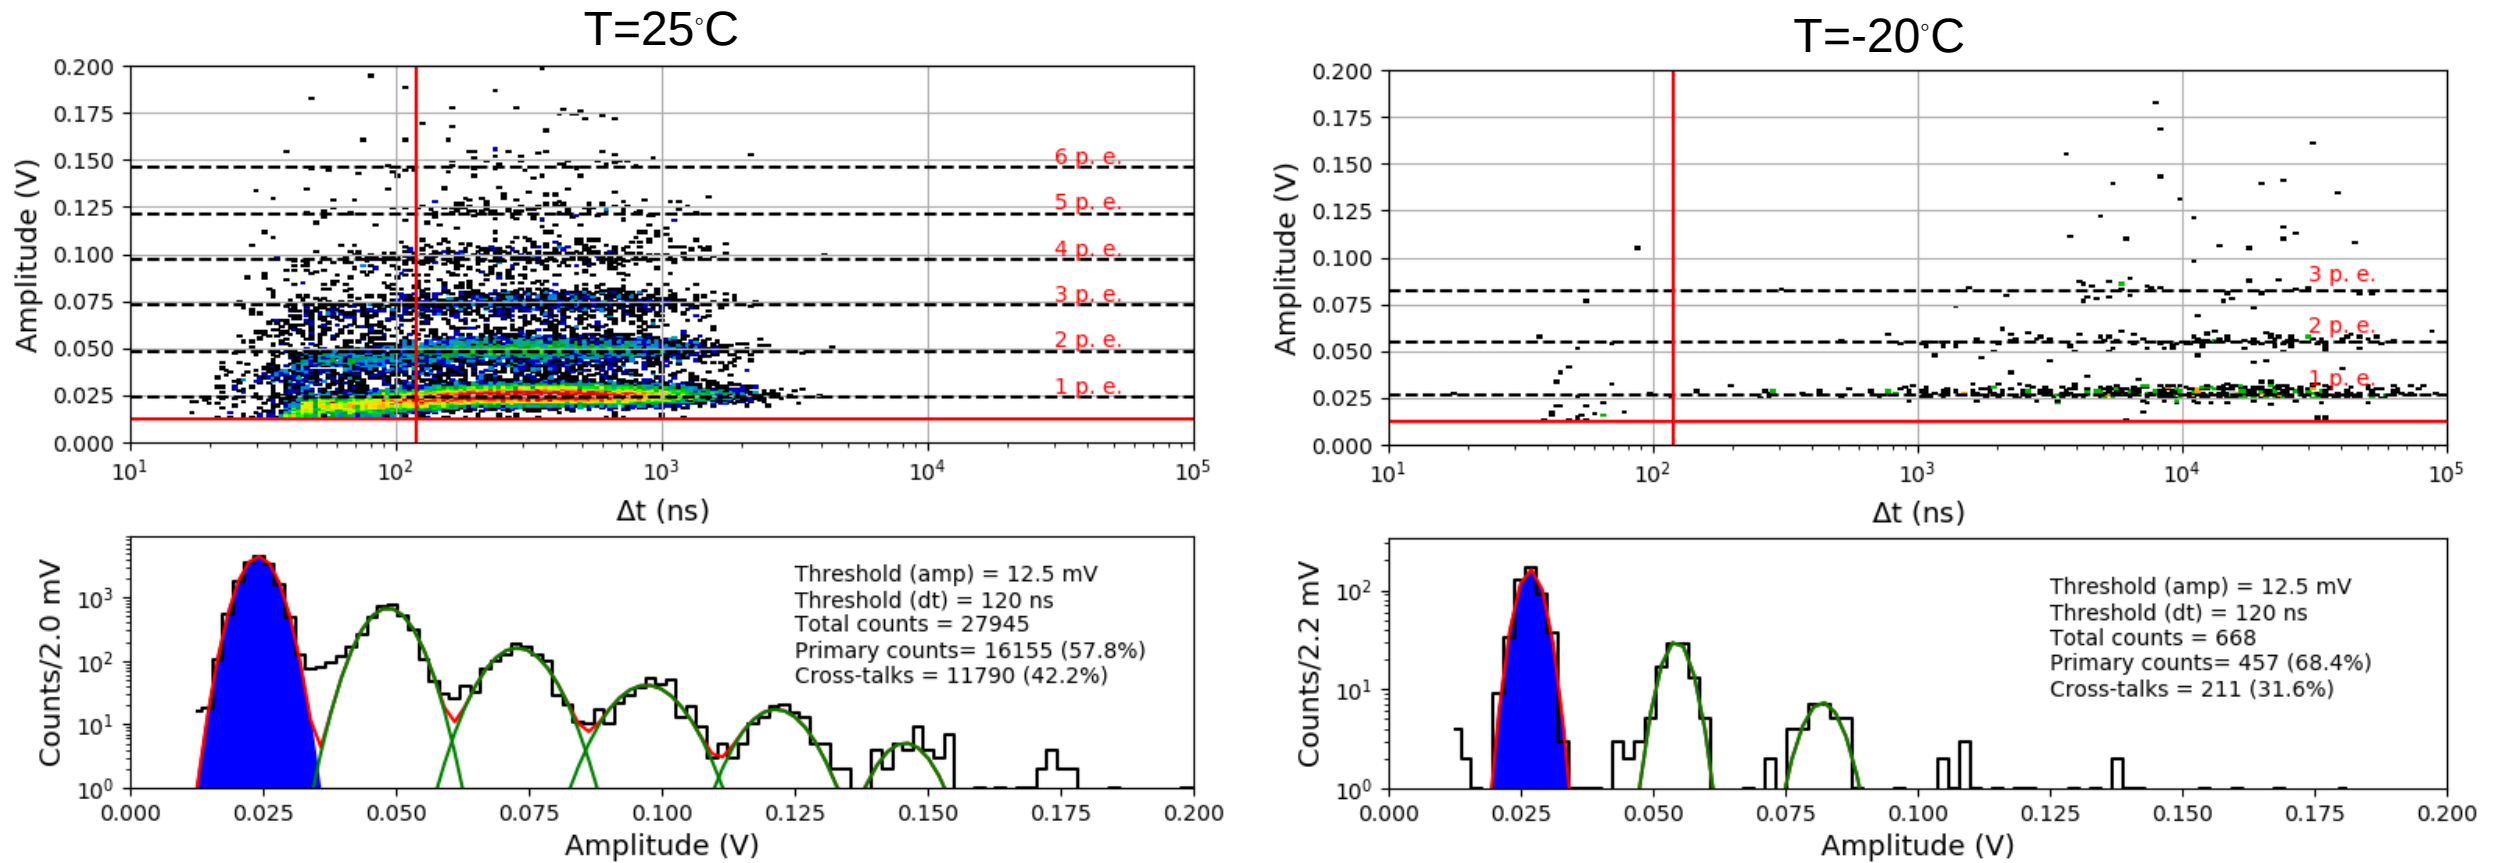 T=25°C
T=-20°C
0.200
0.175
0.150
0.125
0.100
0.075
0.050
0.025
0.000
Amplitude (V)
6 p. e.
5 p. e.
4 p. e.
3 p. e.
2 p. e.
1 p. e.
10¹
10²
10³
10⁴
10⁵
Δt (ns)
0.200
0.175
0.150
0.125
0.100
0.075
0.050
0.025
0.000
Amplitude (V)
3 p. e.
2 p. e.
1 p. e.
10¹
10²
10³
10⁴
10⁵
Δt (ns)
Counts/2.0 mV
10³
10²
10¹
10⁰
Threshold (amp) = 12.5 mV
Threshold (dt) = 120 ns
Total counts = 27945
Primary counts= 16155 (57.8%)
Cross-talks = 11790 (42.2%)
0.000
0.025
0.050
0.075
0.100
0.125
0.150
0.175
0.200
Amplitude (V)
Counts/2.2 mV
10²
10¹
10⁰
Threshold (amp) = 12.5 mV
Threshold (dt) = 120 ns
Total counts = 668
Primary counts= 457 (68.4%)
Cross-talks = 211 (31.6%)
0.000
0.025
0.050
0.075
0.100
0.125
0.150
0.175
0.200
Amplitude (V)